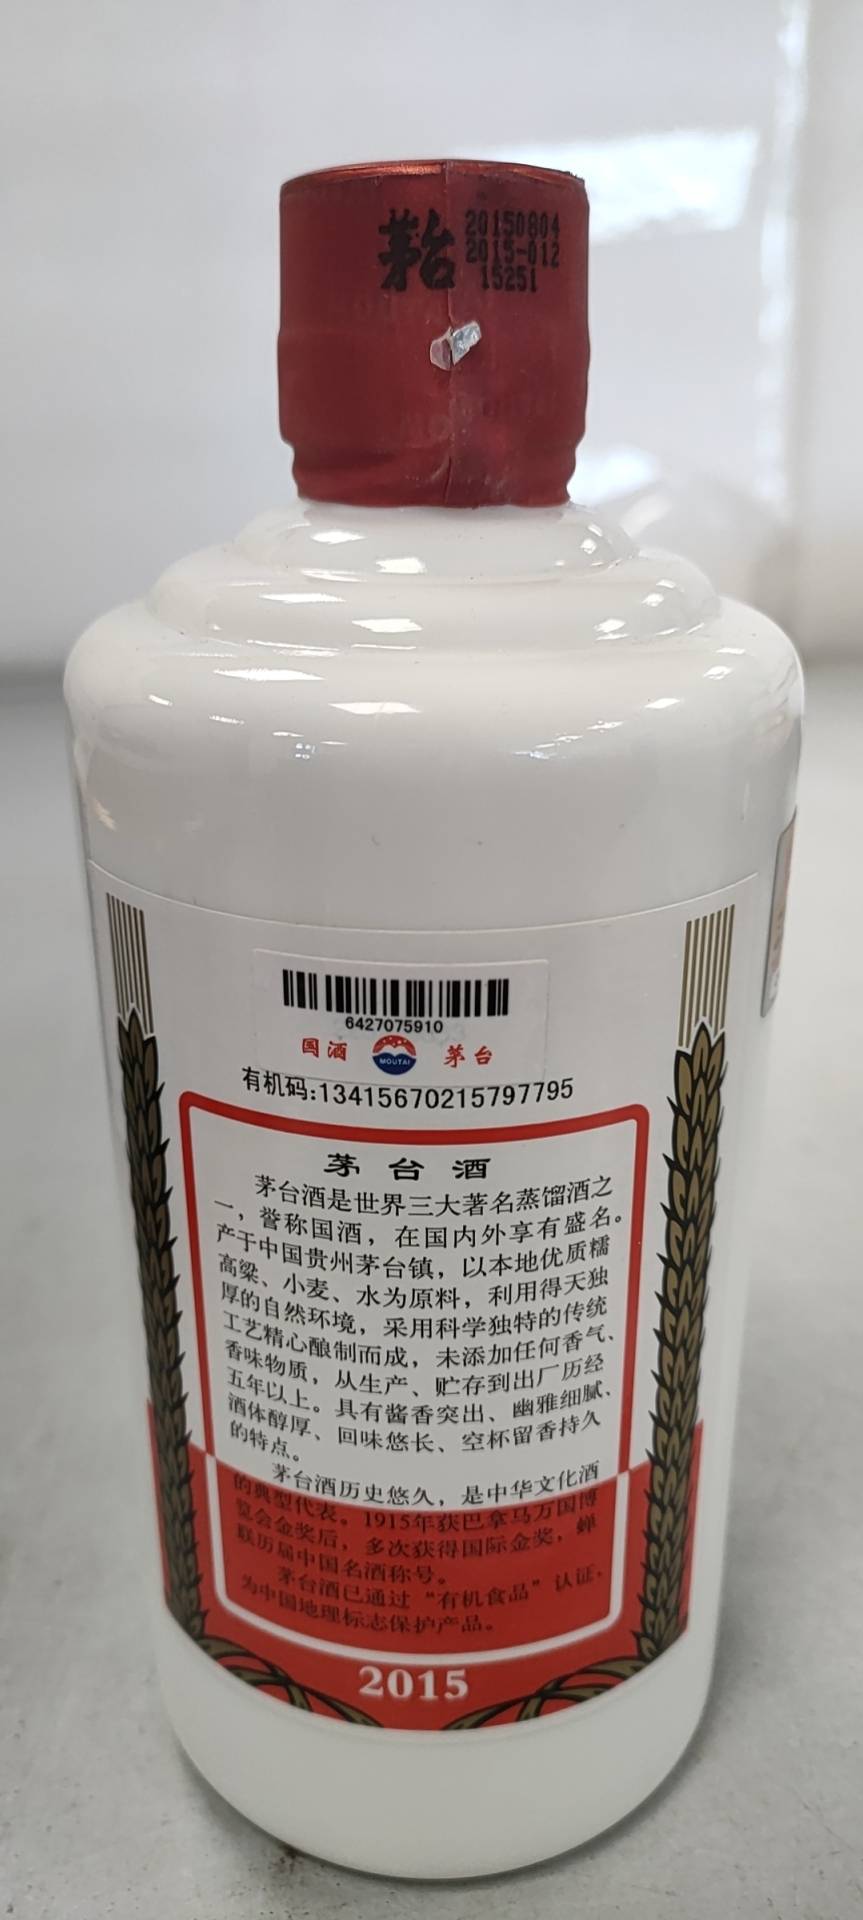 茅台
20150804
2015-012
15251
6427075910
国酒
MOUTAI
茅台
有机码:13415670215797795
茅台酒
茅台酒是世界三大著名蒸馏酒之
一，誉称国酒，在国内外享有盛名。
产于中国贵州茅台镇，以本地优质糯
高粱、小麦、水为原料，利用得天独
厚的自然环境，采用科学独特的传统
工艺精心酿制而成，未添加任何香气、
香味物质，从生产、贮存到出厂历经
五年以上。具有酱香突出、幽雅细腻、
酒体醇厚、回味悠长、空杯留香持久
的特点。
茅台酒历史悠久，是中华文化酒
的典型代表。1915年获巴拿马万国博
览会金奖后，多次获得国际金奖，蝉
联历届中国名酒称号。
茅台酒已通过“有机食品”认证，
为中国地理标志保护产品。
2015